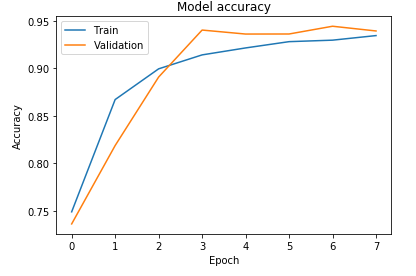 Model accuracy
Train
Validation
Accuracy
0.95
0.90
0.85
0.80
0.75
0 1 2 3 4 5 6 7
Epoch